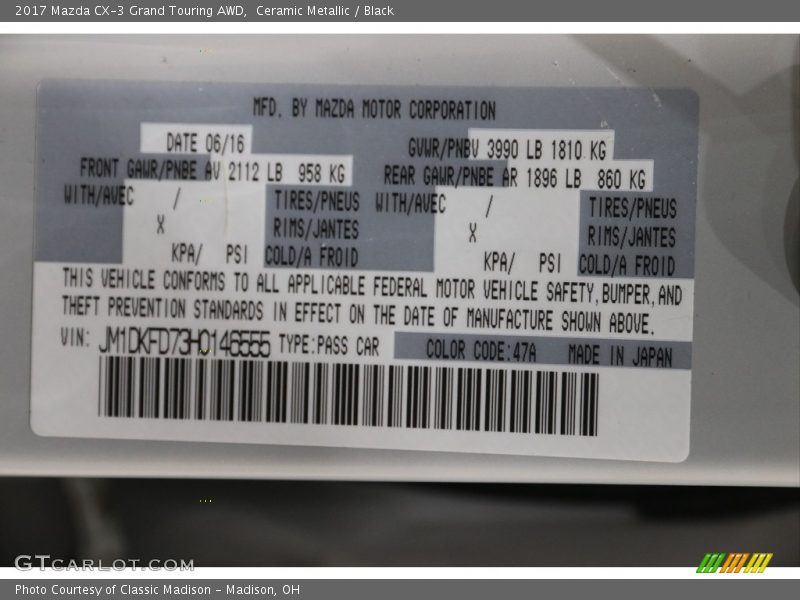 2017 Mazda CX-3 Grand Touring AWD, Ceramic Metallic / Black
MFD. BY MAZDA MOTOR CORPORATION
DATE 06/16 GVWR/PNBV 3990 LB 1810 KG
FRONT GAWR/PNBE AV 2112 LB 958 KG REAR GAWR/PNBE AR 1896 LB 860 KG
WITH/AVEC / TIRES/PNEUS WITH/AVEC / TIRES/PNEUS
X RIMS/JANTES X RIMS/JANTES
KPA/ PSI COLD/A FROID KPA/ PSI COLD/A FROID
THIS VEHICLE CONFORMS TO ALL APPLICABLE FEDERAL MOTOR VEHICLE SAFETY,BUMPER,AND
THEFT PREVENTION STANDARDS IN EFFECT ON THE DATE OF MANUFACTURE SHOWN ABOVE.
VIN: JM1DKFD73H0146555 TYPE:PASS CAR COLOR CODE:47A MADE IN JAPAN
GTCARLOT.COM
Photo Courtesy of Classic Madison - Madison, OH